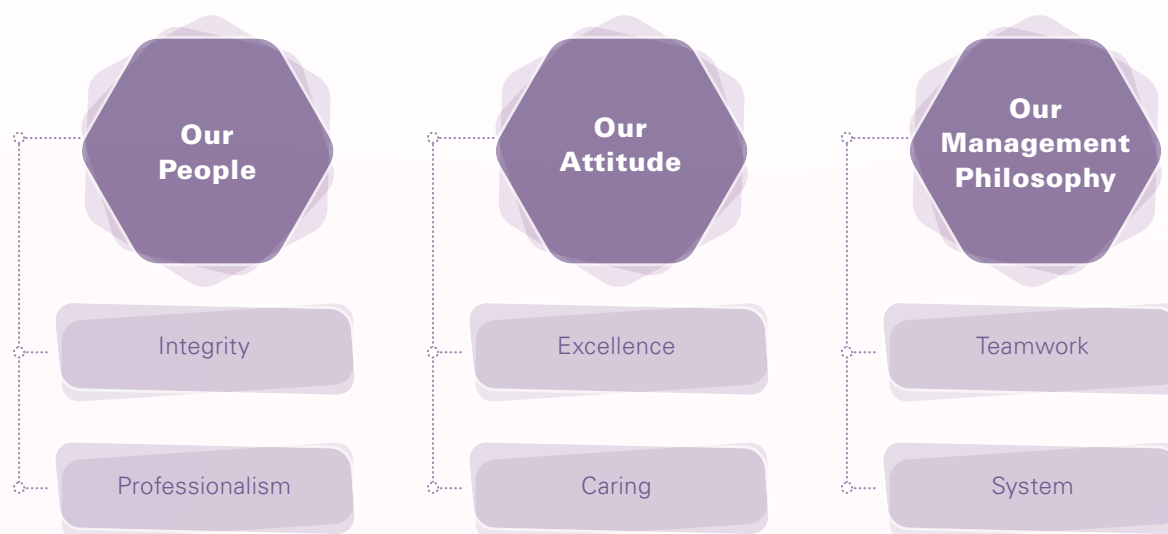 Our
People
Integrity
Professionalism
Our
Attitude
Excellence
Caring
Our
Management
Philosophy
Teamwork
System